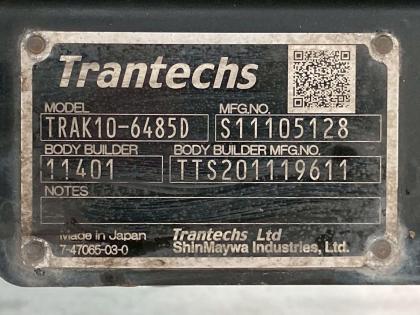 Trantechs
MODEL MFG.NO.
TRAK10-6485D S11105128
BODY BUILDER BODY BUILDER MFG.NO.
11401 TTS201119611
NOTES
Made in Japan Trantechs Ltd
7-47065-03-0 ShinMaywa Industries, Ltd.